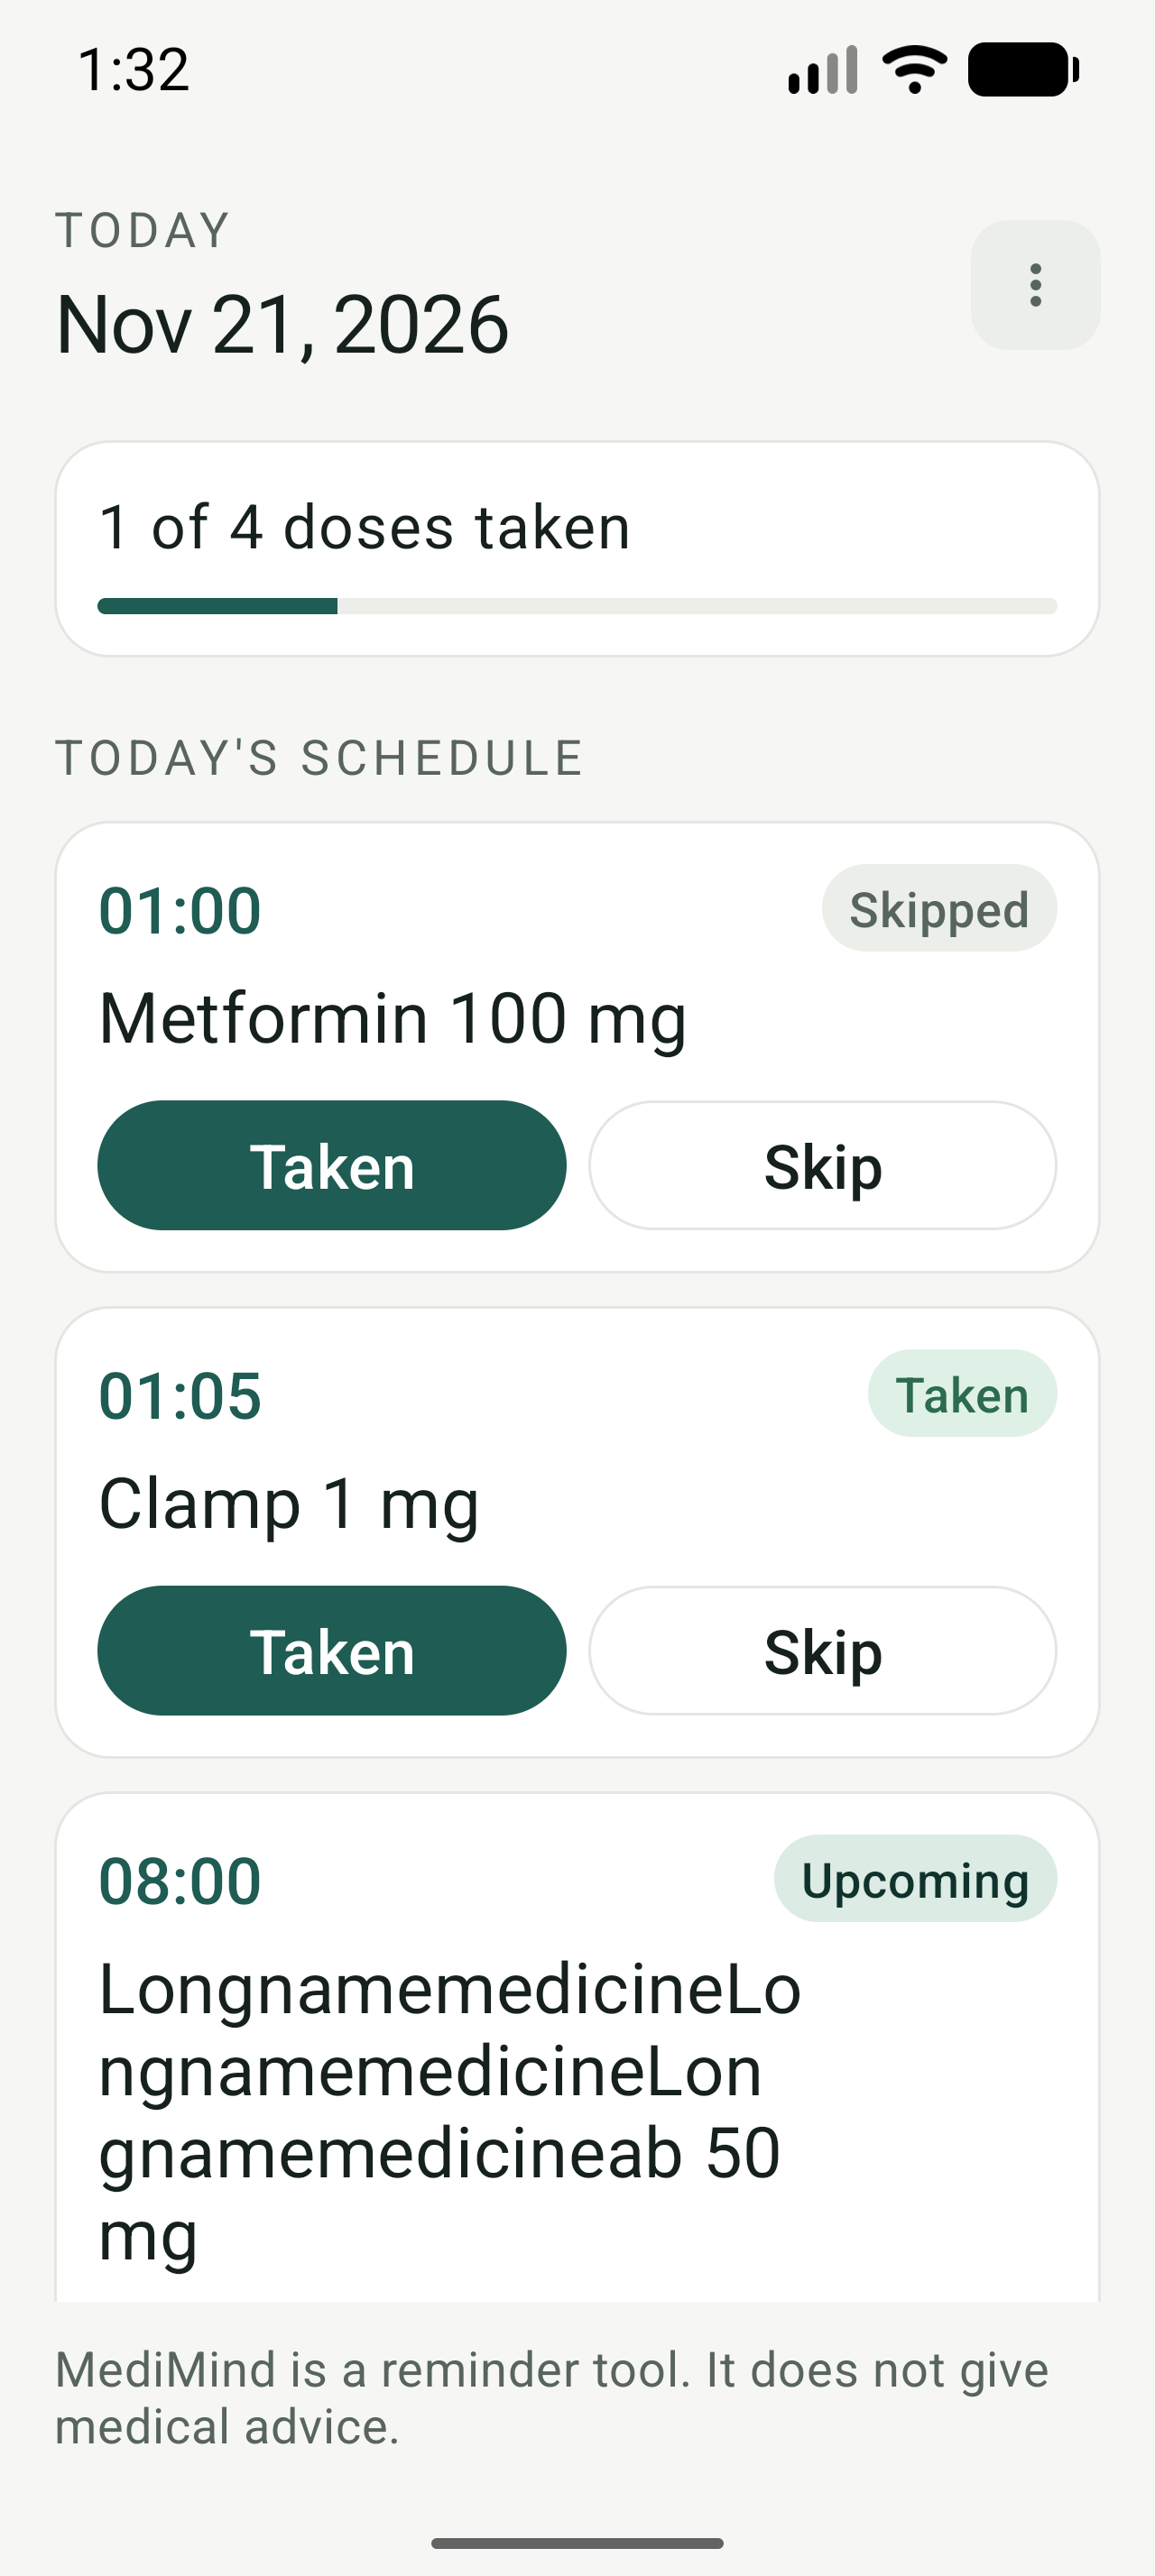 1:32
TODAY
Nov 21, 2026
1 of 4 doses taken
TODAY'S SCHEDULE
01:00
Skipped
Metformin 100 mg
Taken
Skip
01:05
Taken
Clamp 1 mg
Taken
Skip
08:00
Upcoming
LongnamemedicineLo
ngnamemedicineLon
gnamemedicineab 50
mg
MediMind is a reminder tool. It does not give
medical advice.